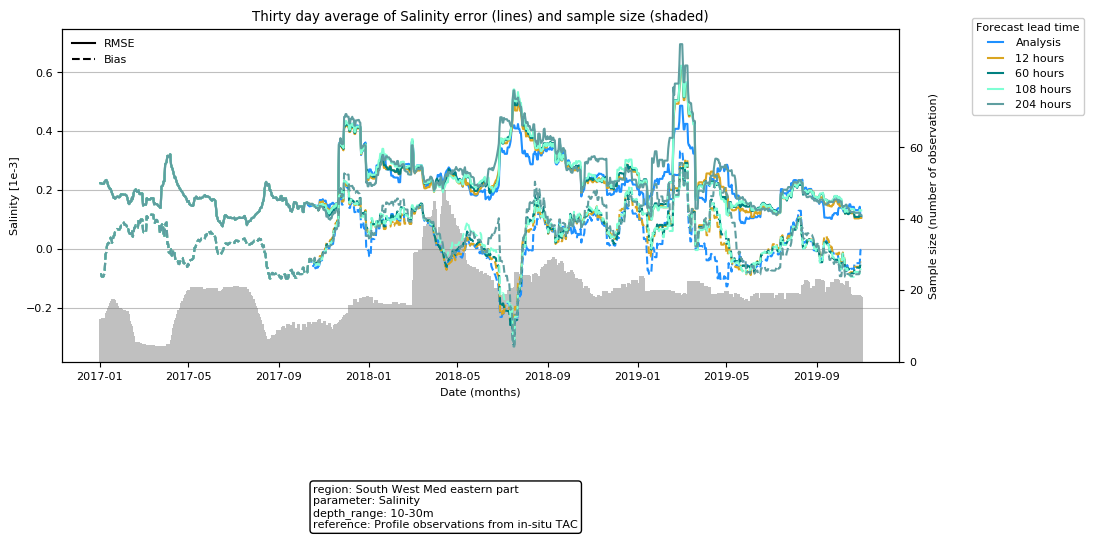 Thirty day average of Salinity error (lines) and sample size (shaded)
RMSE
Bias
Forecast lead time
Analysis
12 hours
60 hours
108 hours
204 hours
Salinity [1e-3]
0.6
0.4
0.2
0.0
−0.2
Sample size (number of observation)
60
40
20
0
2017-01 2017-05 2017-09 2018-01 2018-05 2018-09 2019-01 2019-05 2019-09
Date (months)
region: South West Med eastern part
parameter: Salinity
depth_range: 10-30m
reference: Profile observations from in-situ TAC